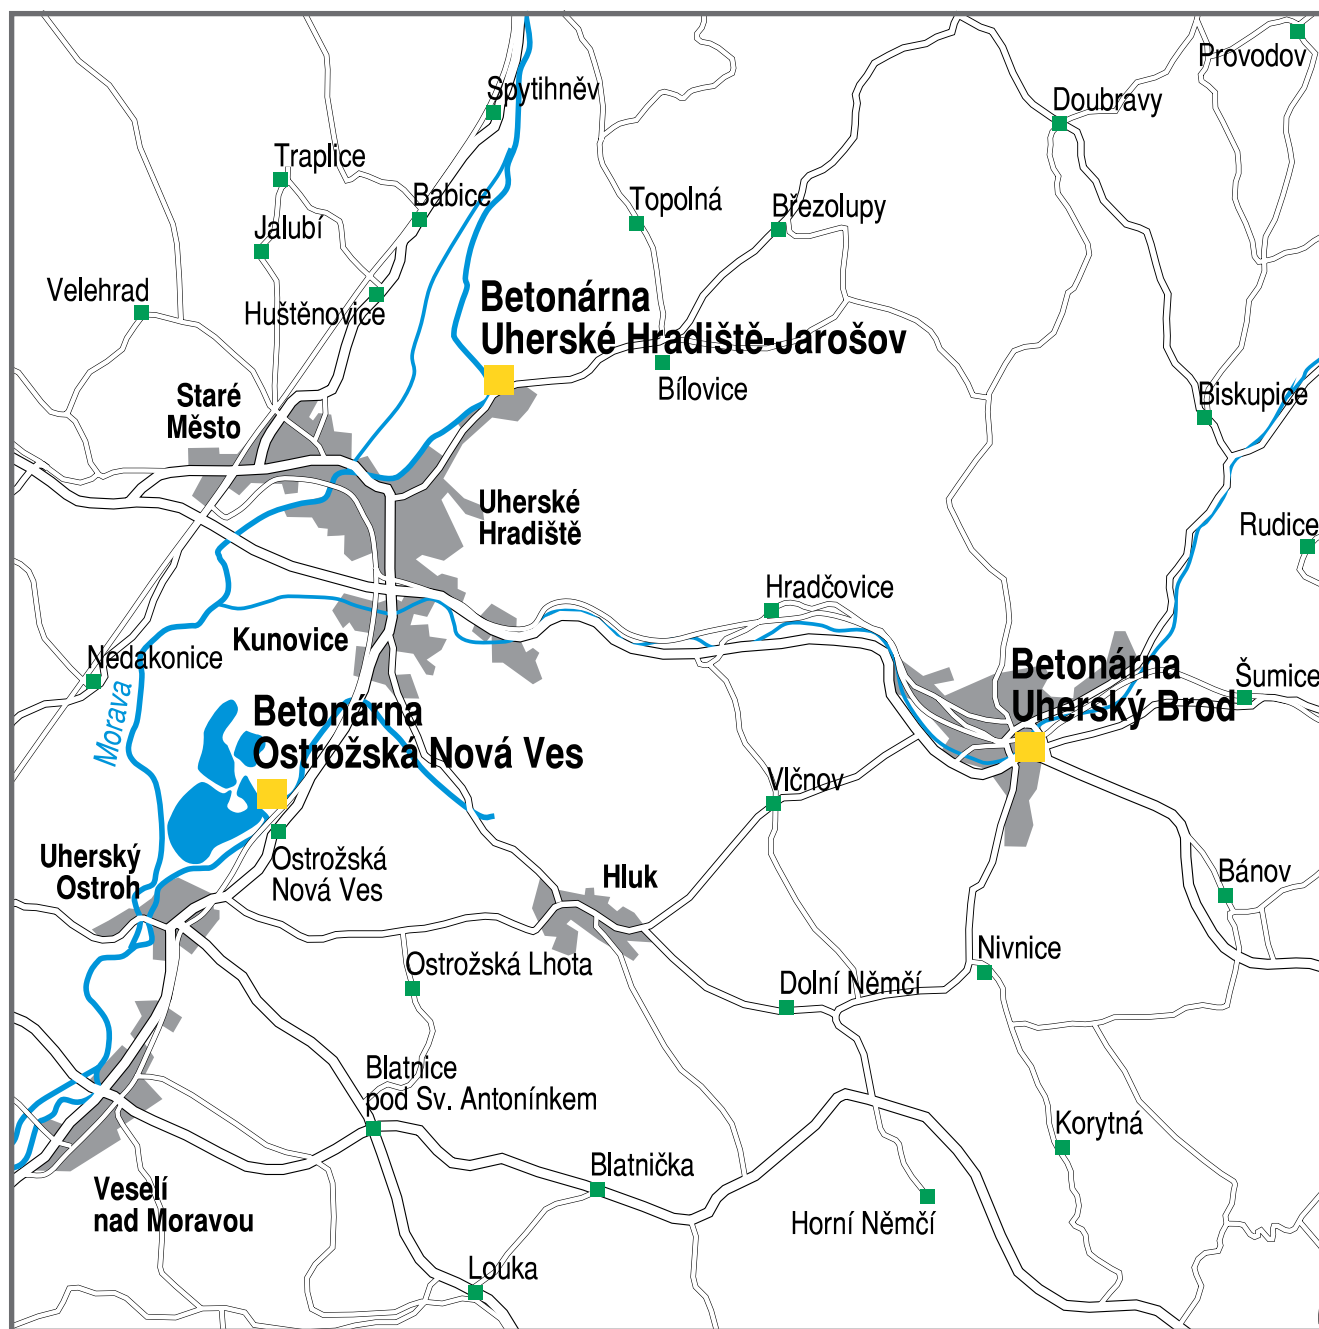 Provodov
Spytihněv
Doubravy
Traplice
Babice
Topolná
Březolupy
Jalubí
Velehrad
Huštěnovice
Betonárna
Uherské Hradiště-Jarošov
Bílovice
Staré
Město
Biskupice
Uherské
Hradiště
Rudice
Hradčovice
Kunovice
Nedakonice
Morava
Betonárna
Uherský Brod
Šumice
Betonárna
Ostrožská Nová Ves
Vlčnov
Uherský
Ostroh
Ostrožská
Nová Ves
Hluk
Bánov
Ostrožská Lhota
Nivnice
Dolní Němčí
Blatnice
pod Sv. Antonínkem
Korytná
Blatnička
Veselí
nad Moravou
Horní Němčí
Louka